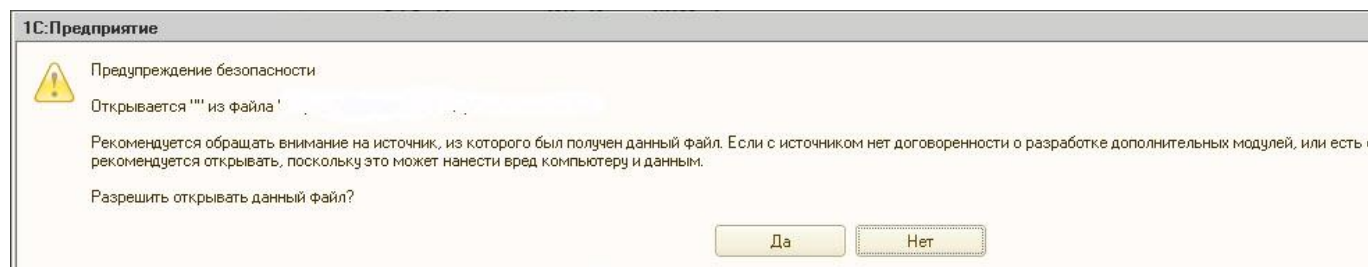 1С:Предприятие
Предупреждение безопасности
Открывается "" из файла '
Рекомендуется обращать внимание на источник, из которого был получен данный файл. Если с источником нет договоренности о разработке дополнительных модулей, или есть
рекомендуется открывать, поскольку это может нанести вред компьютеру и данным.
Разрешить открывать данный файл?
Да
Нет